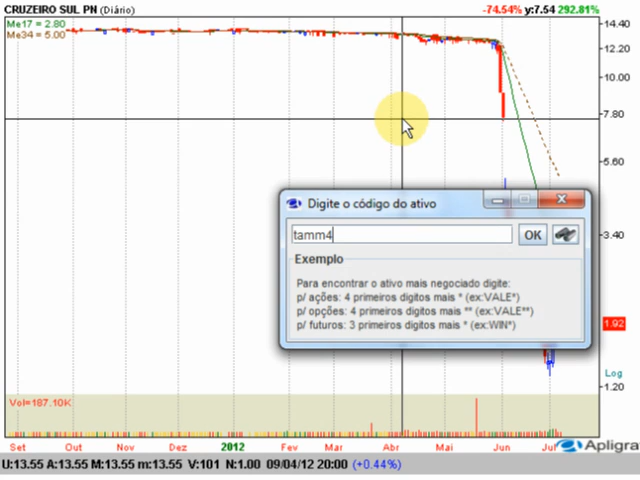 CRUZEIRO SUL PN (Diário) -74.54% y:7.54 292.81%
Me17 = 2.80
Me34 = 5.00
14.40
12.20
10.00
7.80
5.60
3.40
1.92
Log
1.20
Digite o código do ativo
tamm4
OK
Exemplo
Para encontrar o ativo mais negociado digite:
p/ ações: 4 primeiros digitos mais * (ex:VALE*)
p/ opções: 4 primeiros digitos mais ** (ex:VALE**)
p/ futuros: 3 primeiros digitos mais * (ex:WIN*)
Vol=187.10K
Set Out Nov Dez 2012 Fev Mar Abr Mai Jun Jul
Apligraf
U:13.55 A:13.55 M:13.55 m:13.55 V:101 N:1.00 09/04/12 20:00 (+0.44%)